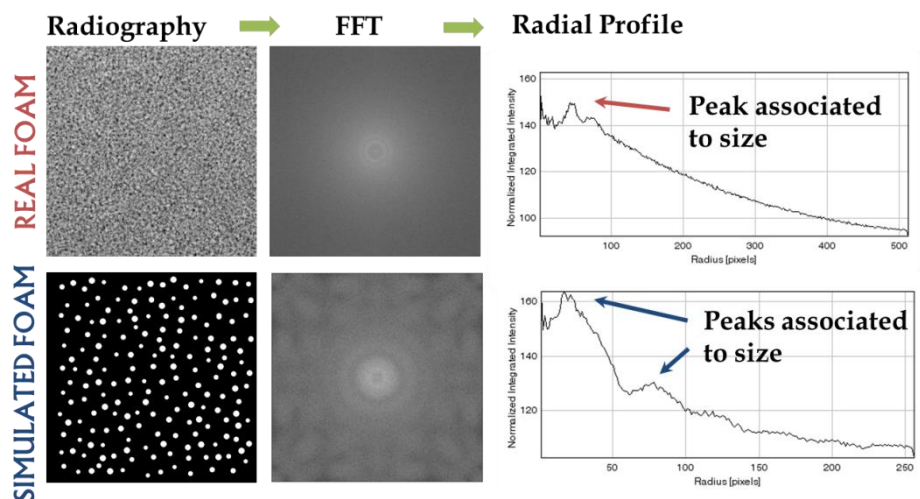 Radiography
FFT
Radial Profile
REAL FOAM
Normalized Integrated Intensity
160
140
120
100
Peak associated
to size
100
200
300
400
500
Radius [pixels]
SIMULATED FOAM
Normalized Integrated Intensity
160
140
120
Peaks associated
to size
50
100
150
200
250
Radius [pixels]